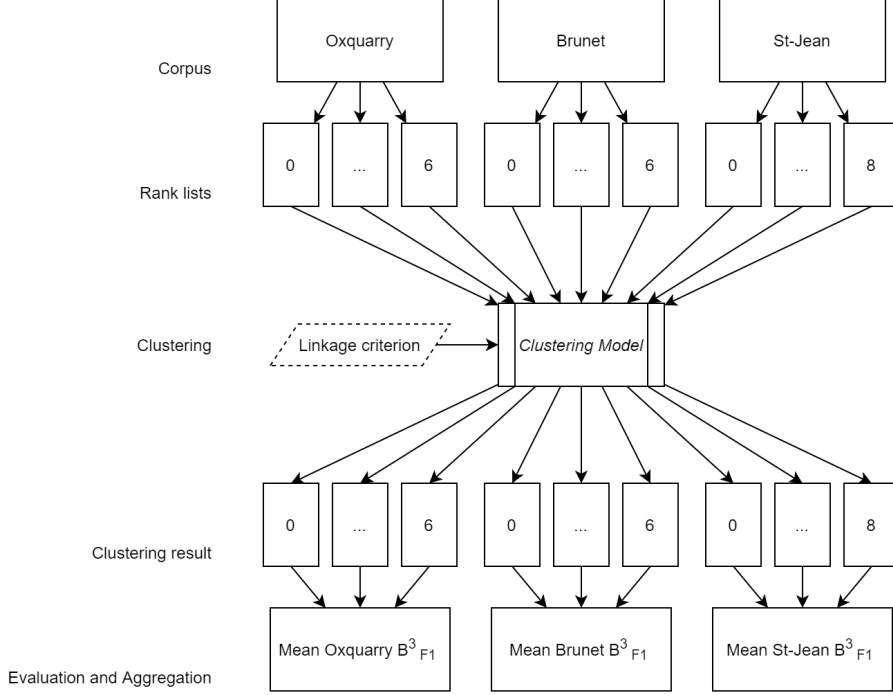 Oxquarry Brunet St-Jean
Corpus
0 ... 6 0 ... 6 0 ... 8
Rank lists
Clustering Linkage criterion Clustering Model
0 ... 6 0 ... 6 0 ... 8
Clustering result
Mean Oxquarry B³ F1 Mean Brunet B³ F1 Mean St-Jean B³ F1
Evaluation and Aggregation